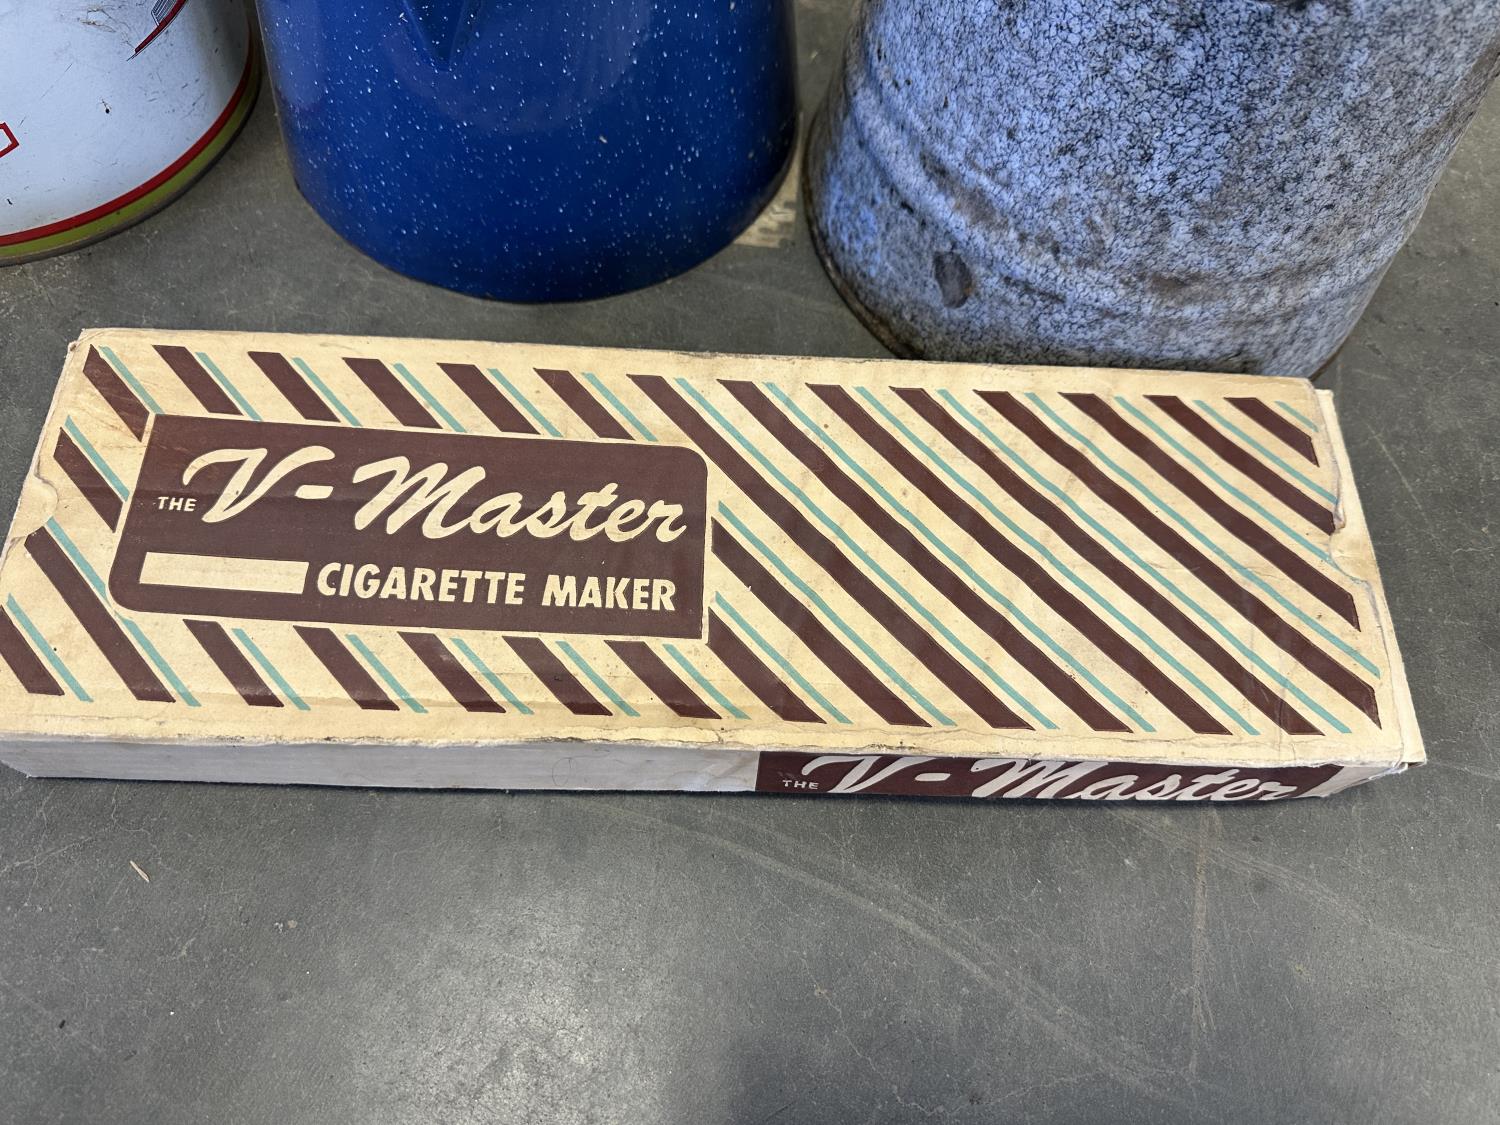 THE V-Master
CIGARETTE MAKER
THE V-Master